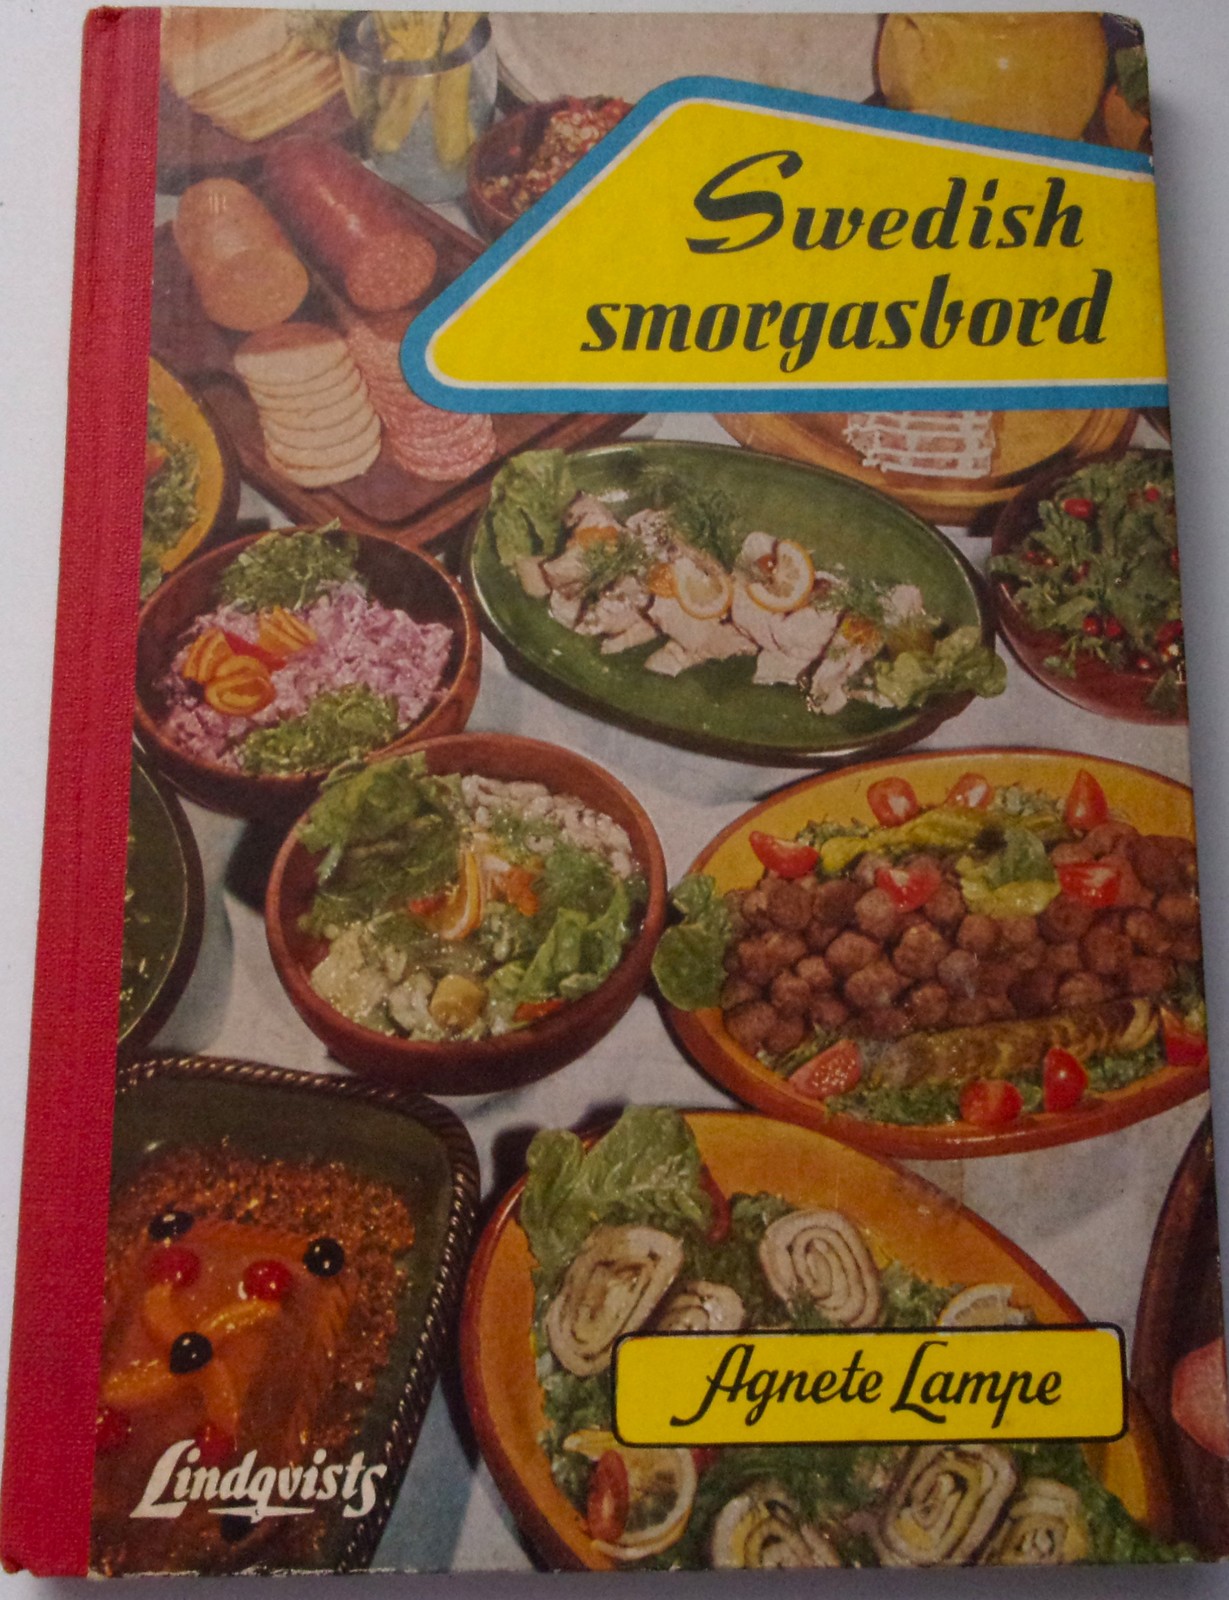 Swedish
smorgasbord
Agnete Lampe
Lindqvists